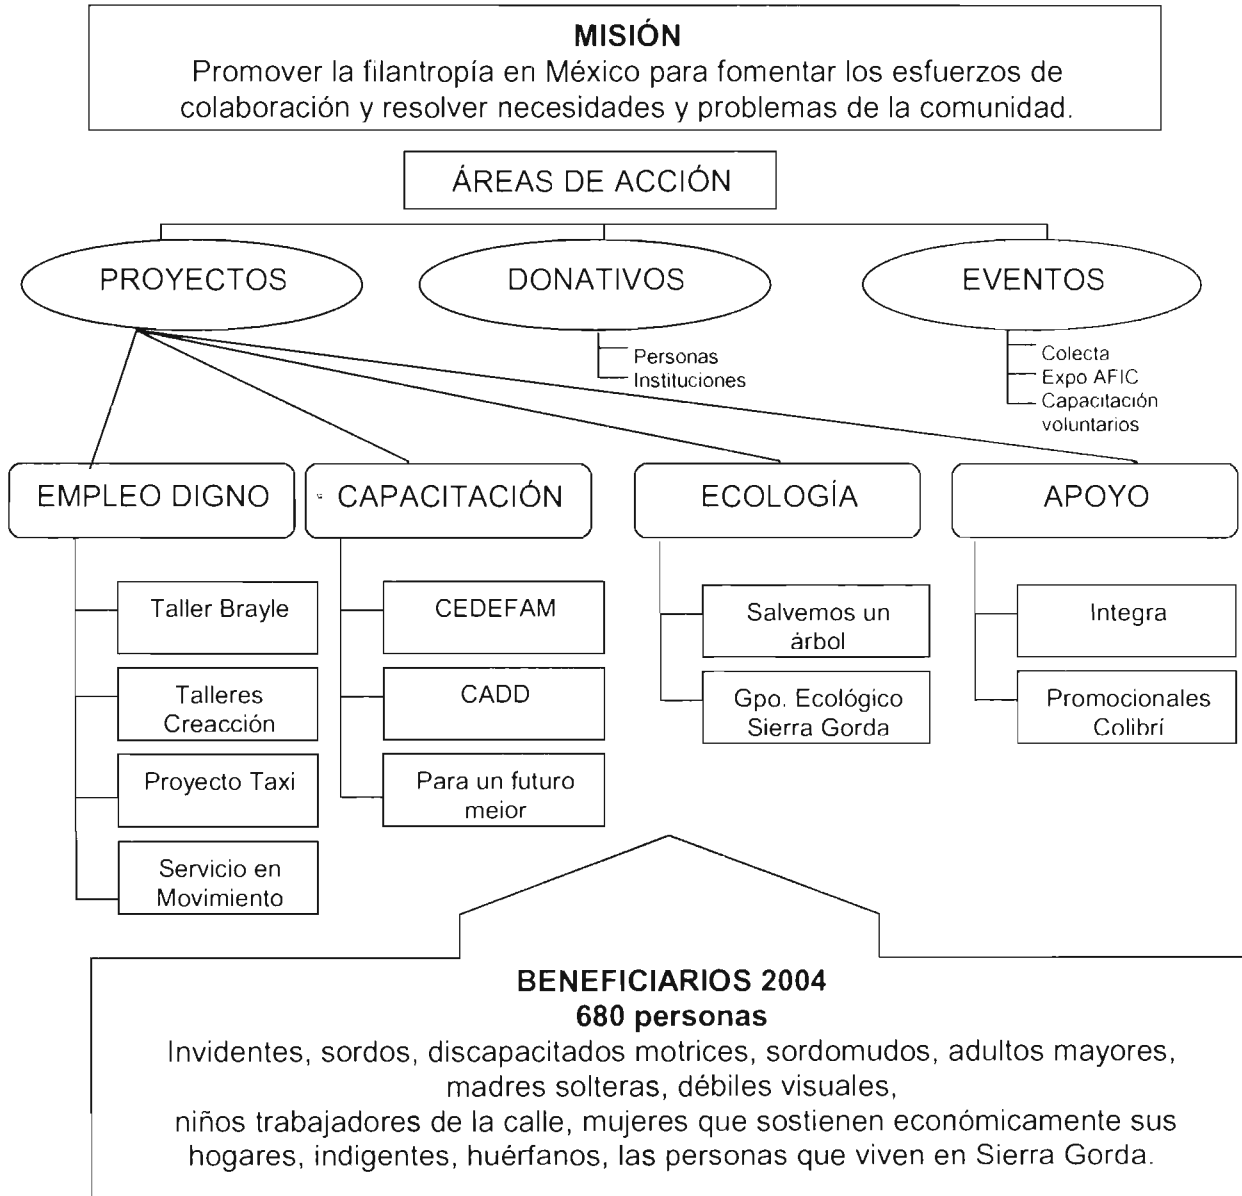 MISIÓN
Promover la filantropía en México para fomentar los esfuerzos de
colaboración y resolver necesidades y problemas de la comunidad.
ÁREAS DE ACCIÓN
PROYECTOS
DONATIVOS
EVENTOS
Personas
Instituciones
Colecta
Expo AFIC
Capacitación
voluntarios
EMPLEO DIGNO
CAPACITACIÓN
ECOLOGÍA
APOYO
Taller Brayle
Talleres
Creacción
Proyecto Taxi
Servicio en
Movimiento
CEDEFAM
CADD
Para un futuro
mejor
Salvemos un
árbol
Gpo. Ecológico
Sierra Gorda
Integra
Promocionales
Colibrí
BENEFICIARIOS 2004
680 personas
Invidentes, sordos, discapacitados motrices, sordomudos, adultos mayores,
madres solteras, débiles visuales,
niños trabajadores de la calle, mujeres que sostienen económicamente sus
hogares, indigentes, huérfanos, las personas que viven en Sierra Gorda.